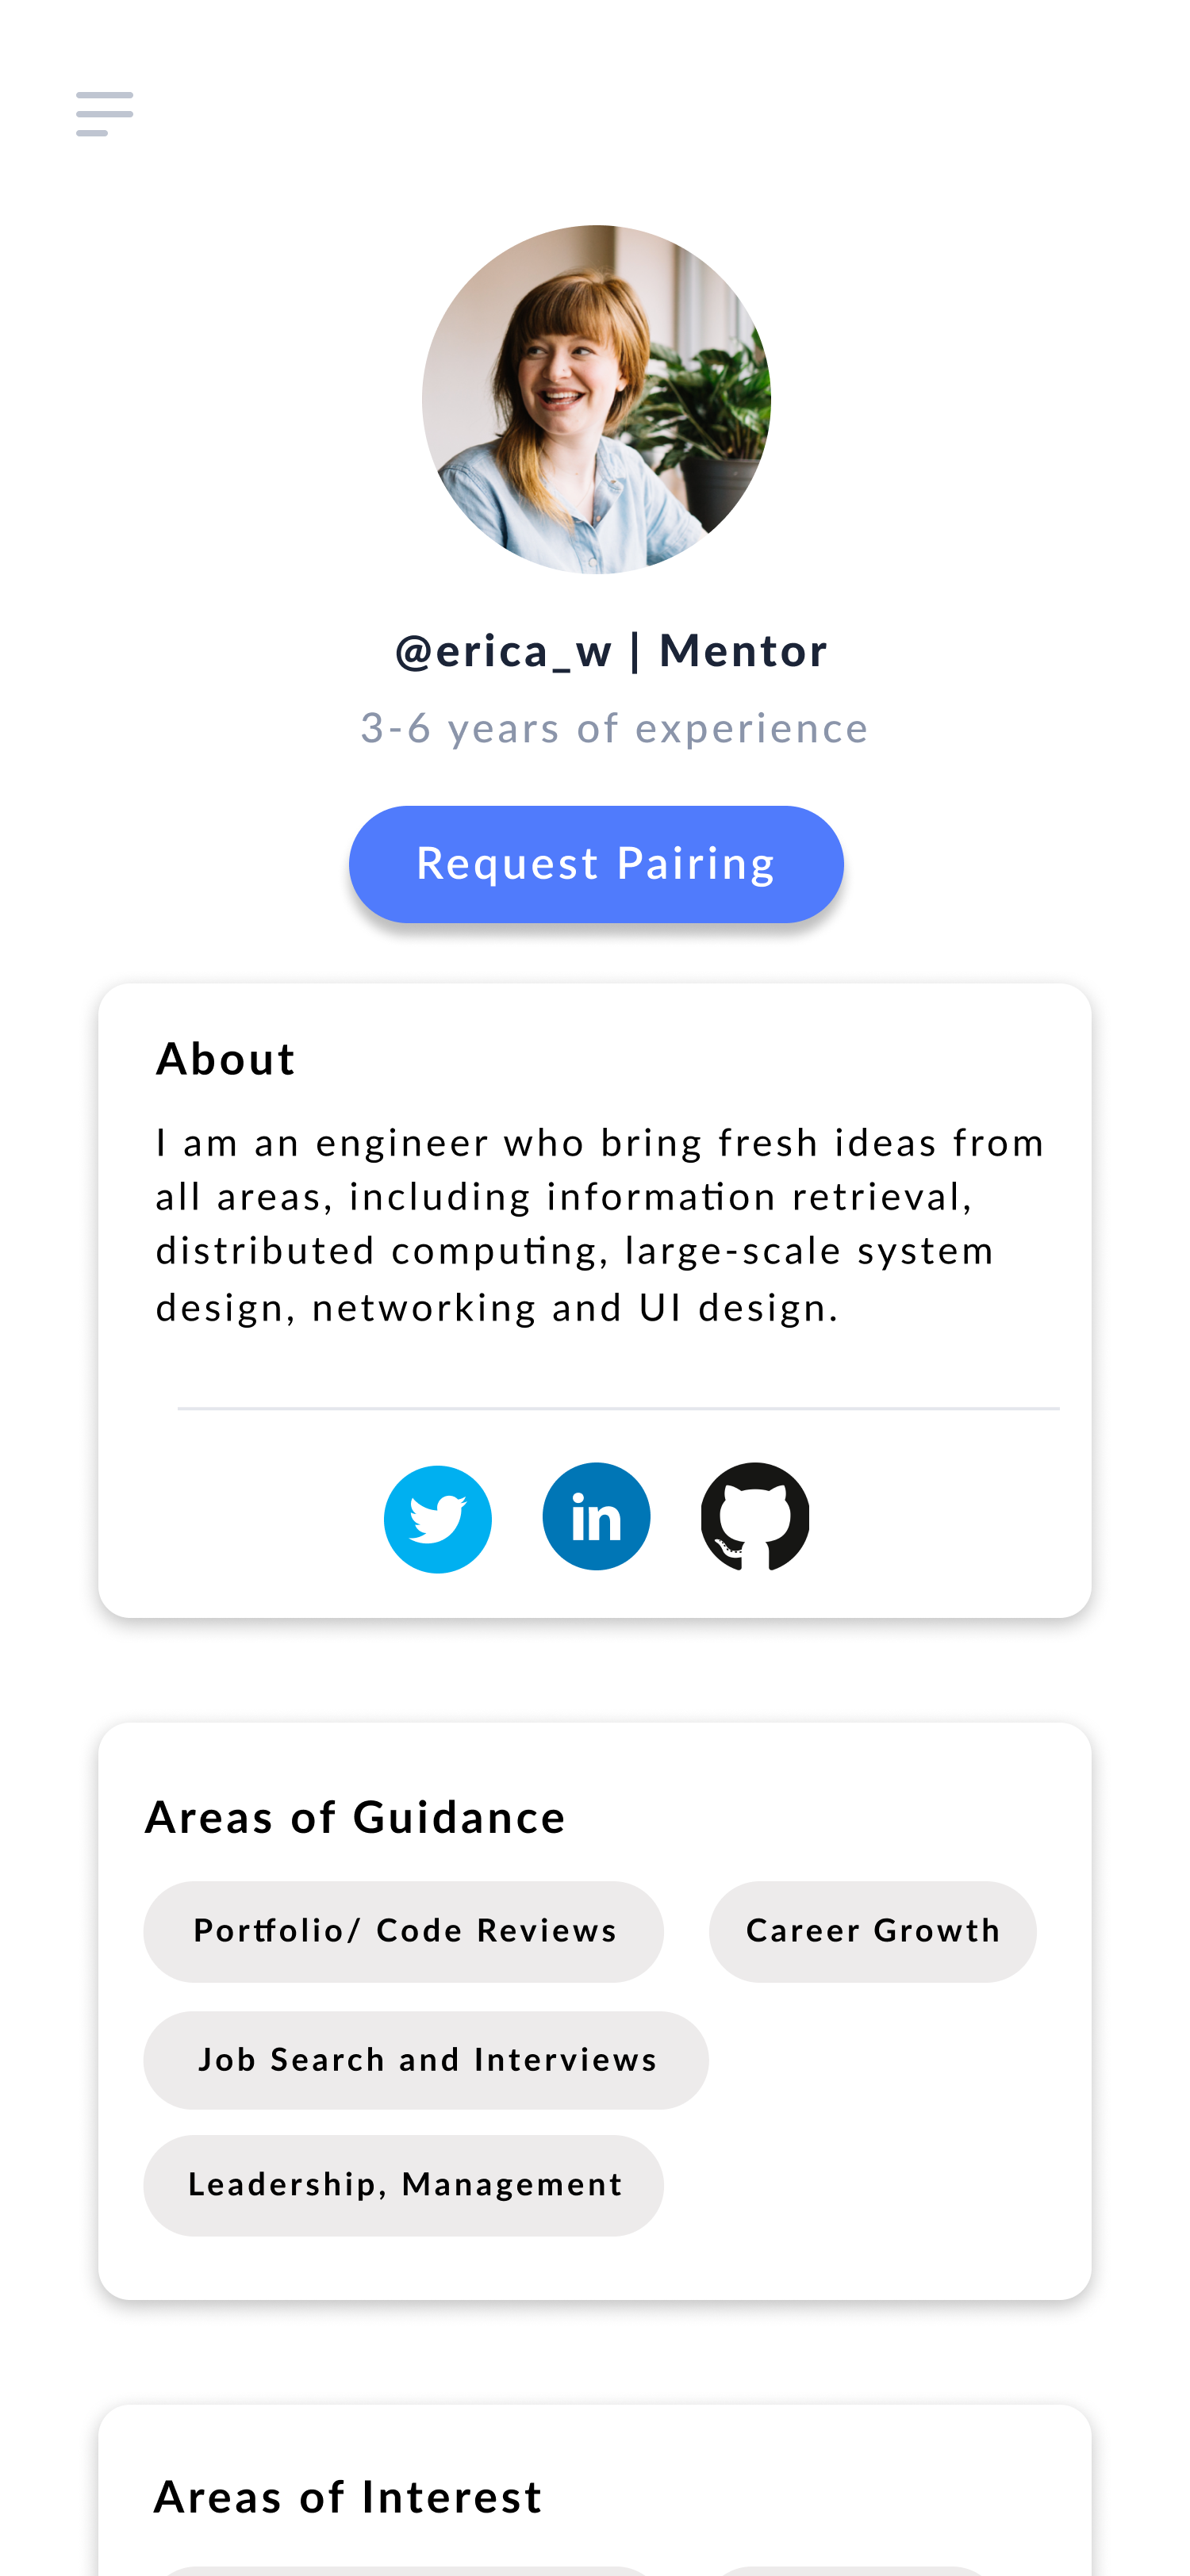 @erica_w | Mentor
3-6 years of experience
Request Pairing
About
I am an engineer who bring fresh ideas from
all areas, including information retrieval,
distributed computing, large-scale system
design, networking and UI design.
in
Areas of Guidance
Portfolio/ Code Reviews
Career Growth
Job Search and Interviews
Leadership, Management
Areas of Interest